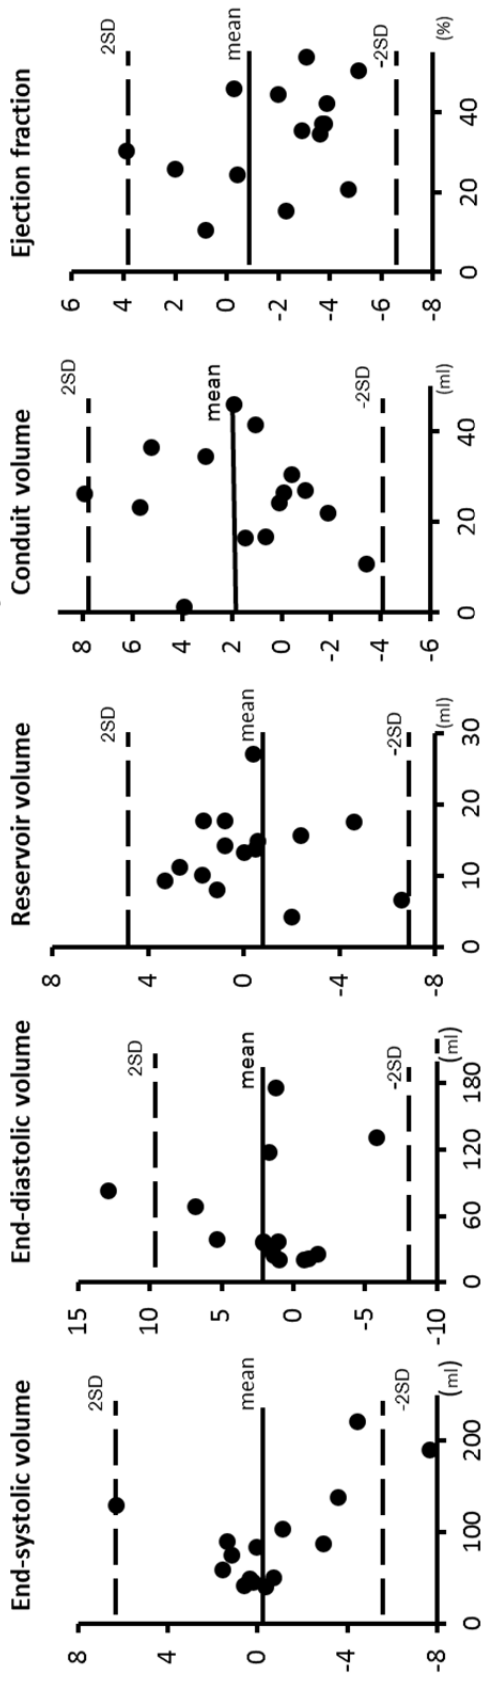 End-systolic volume
8
4
0
-4
-8
2SD
mean
-2SD
0
100
200
(ml)
End-diastolic volume
15
10
5
0
-5
-10
2SD
mean
-2SD
0
60
120
180
(ml)
Reservoir volume
8
4
0
-4
-8
2SD
mean
-2SD
0
10
20
30
(ml)
Conduit volume
8
6
4
2
0
-2
-4
-6
2SD
mean
-2SD
0
20
40
(ml)
Ejection fraction
6
4
2
0
-2
-4
-6
-8
2SD
mean
-2SD
0
20
40
(%)